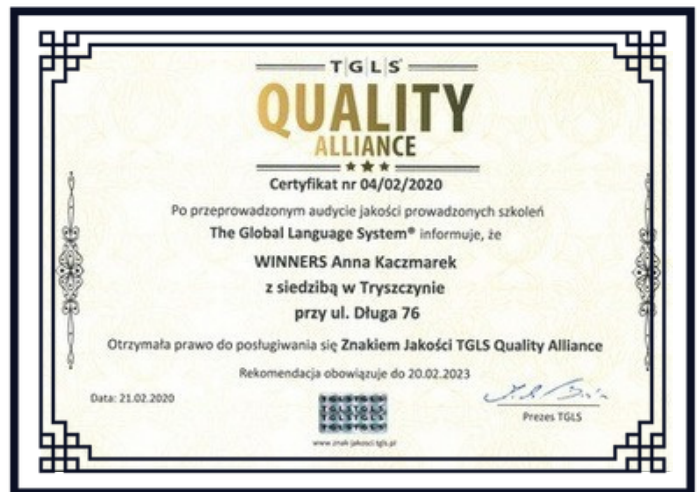 TGLS
QUALITY
ALLIANCE
Certyfikat nr 04/02/2020
Po przeprowadzonym audycie jakości prowadzonych szkoleń
The Global Language System® informuje, że
WINNERS Anna Kaczmarek
z siedzibą w Tryszczynie
przy ul. Długa 76
Otrzymała prawo do posługiwania się Znakiem Jakości TGLS Quality Alliance
Rekomendacja obowiązuje do 20.02.2023
Data: 21.02.2020
Prezes TGLS
www.znak-jakosci.tgls.pl